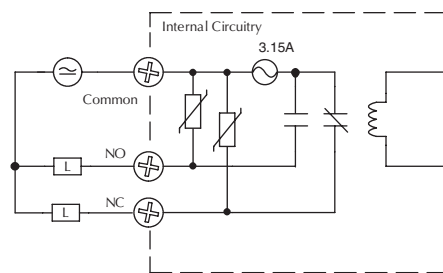 Internal Circuitry
3.15A
Common
NO
L
NC
L